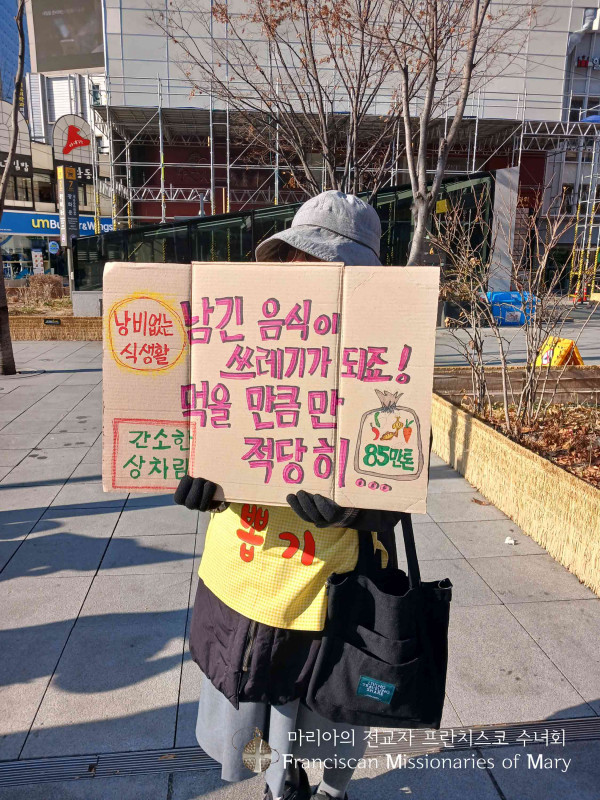 낭비없는
식생활
남긴 음식이
쓰레기가 되죠!
먹을 만큼만
적당히...
85만톤
간소한
상차림
뽑기
마리아의 전교자 프란치스코 수녀회
Franciscan Missionaries of Mary